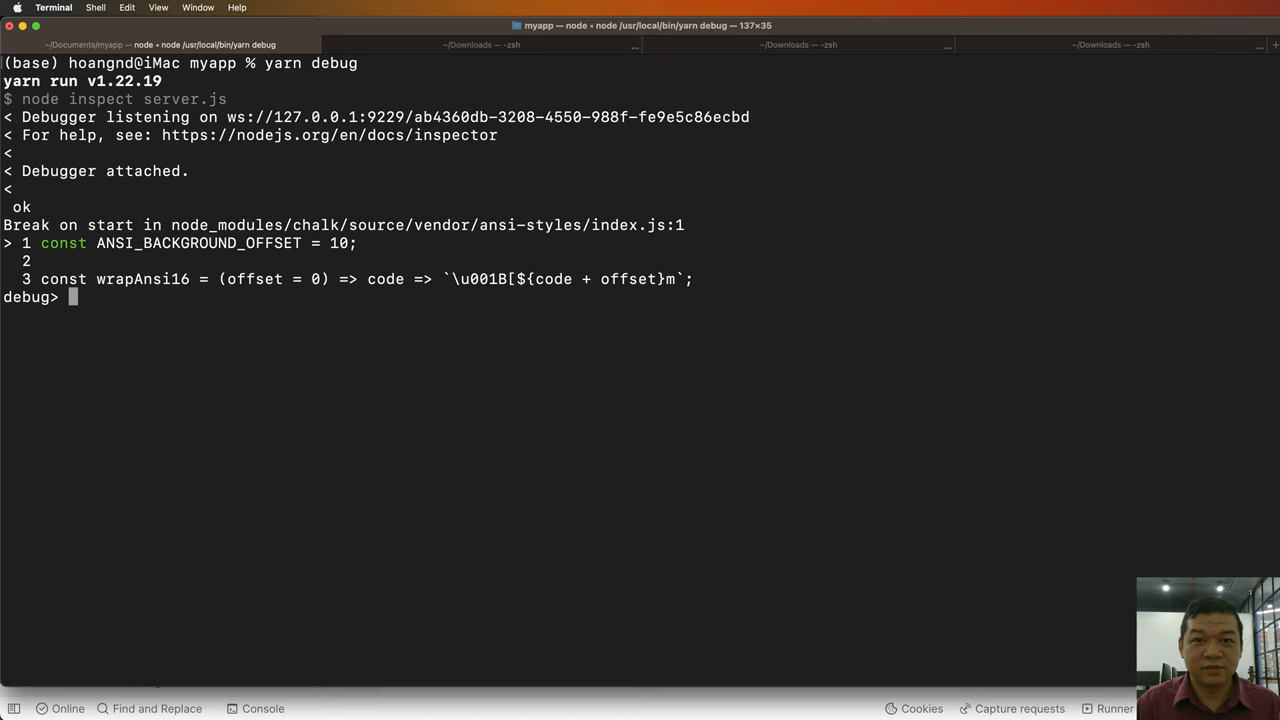 Terminal Shell Edit View Window Help
myapp — node • node /usr/local/bin/yarn debug — 137×35
~/Documents/myapp — node • node /usr/local/bin/yarn debug ~/Downloads — -zsh ... ~/Downloads — -zsh ... ~/Downloads — -zsh ... +
(base) hoangnd@iMac myapp % yarn debug
yarn run v1.22.19
$ node inspect server.js
< Debugger listening on ws://127.0.0.1:9229/ab4360db-3208-4550-988f-fe9e5c86ecbd
< For help, see: https://nodejs.org/en/docs/inspector
<
< Debugger attached.
<
ok
Break on start in node_modules/chalk/source/vendor/ansi-styles/index.js:1
> 1 const ANSI_BACKGROUND_OFFSET = 10;
2
3 const wrapAnsi16 = (offset = 0) => code => `\u001B[${code + offset}m`;
debug>
Online Find and Replace Console Cookies Capture requests Runner